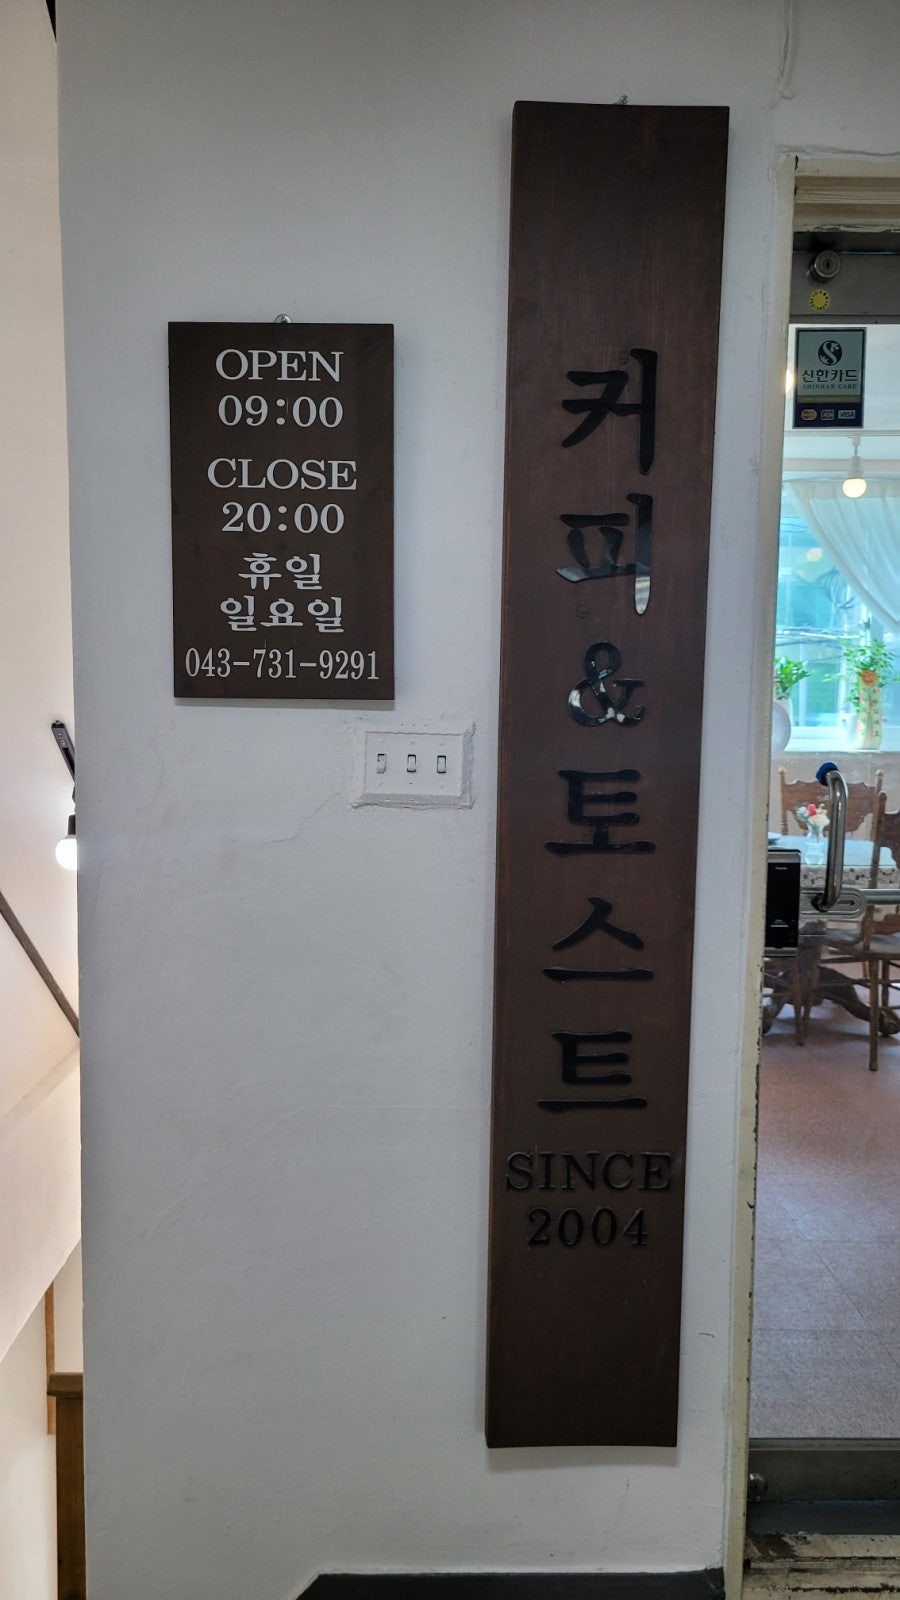 OPEN
09:00
CLOSE
20:00
휴일
일요일
043-731-9291
커피&토스트
SINCE
2004
신한카드
SHINHAN CARD
VISA